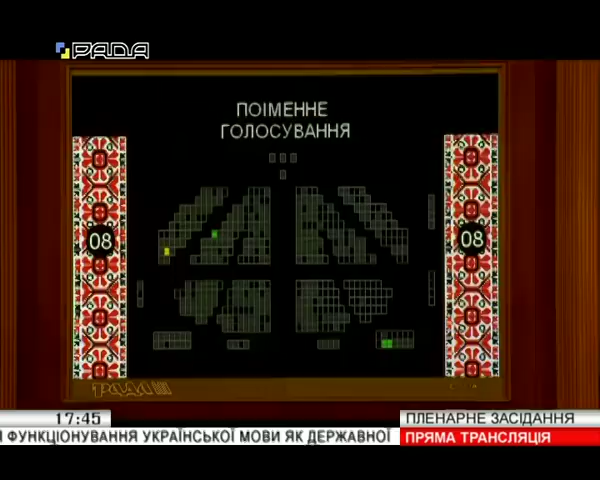 РАДА
ПОІМЕННЕ
ГОЛОСУВАННЯ
08
08
РАДА
17:45
ПЛЕНАРНЕ ЗАСІДАННЯ
Й ФУНКЦІОНУВАННЯ УКРАЇНСЬКОЇ МОВИ ЯК ДЕРЖАВНОЇ
ПРЯМА ТРАНСЛЯЦІЯ